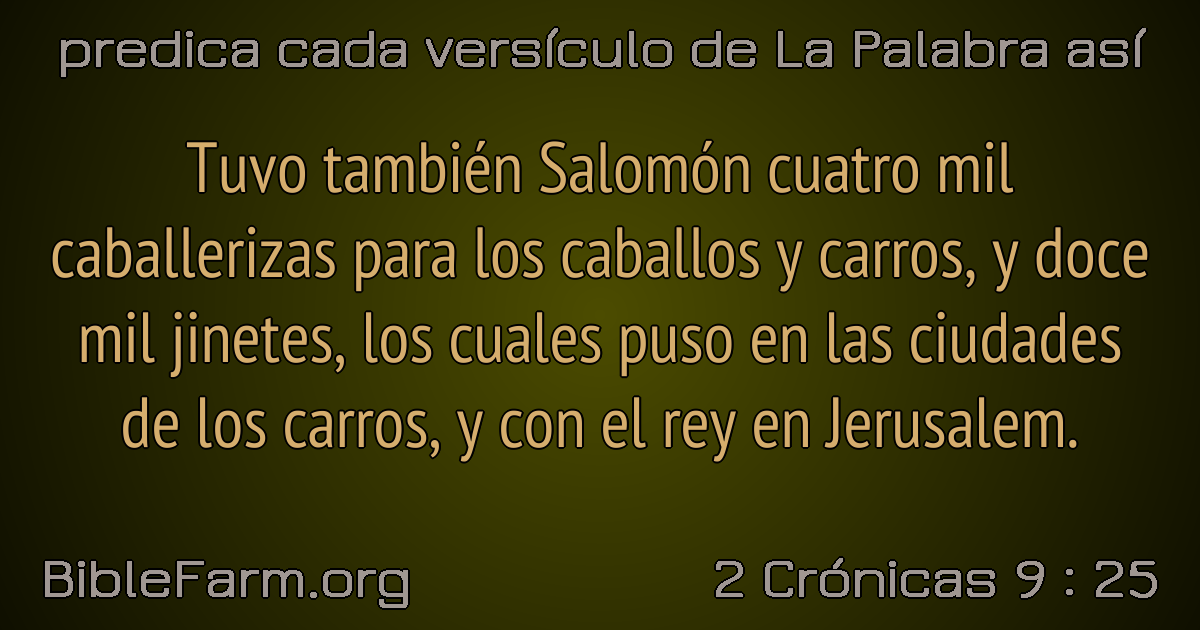 predica cada versículo de La Palabra así
Tuvo también Salomón cuatro mil
caballerizas para los caballos y carros, y doce
mil jinetes, los cuales puso en las ciudades
de los carros, y con el rey en Jerusalem.
BibleFarm.org
2 Crónicas 9 : 25